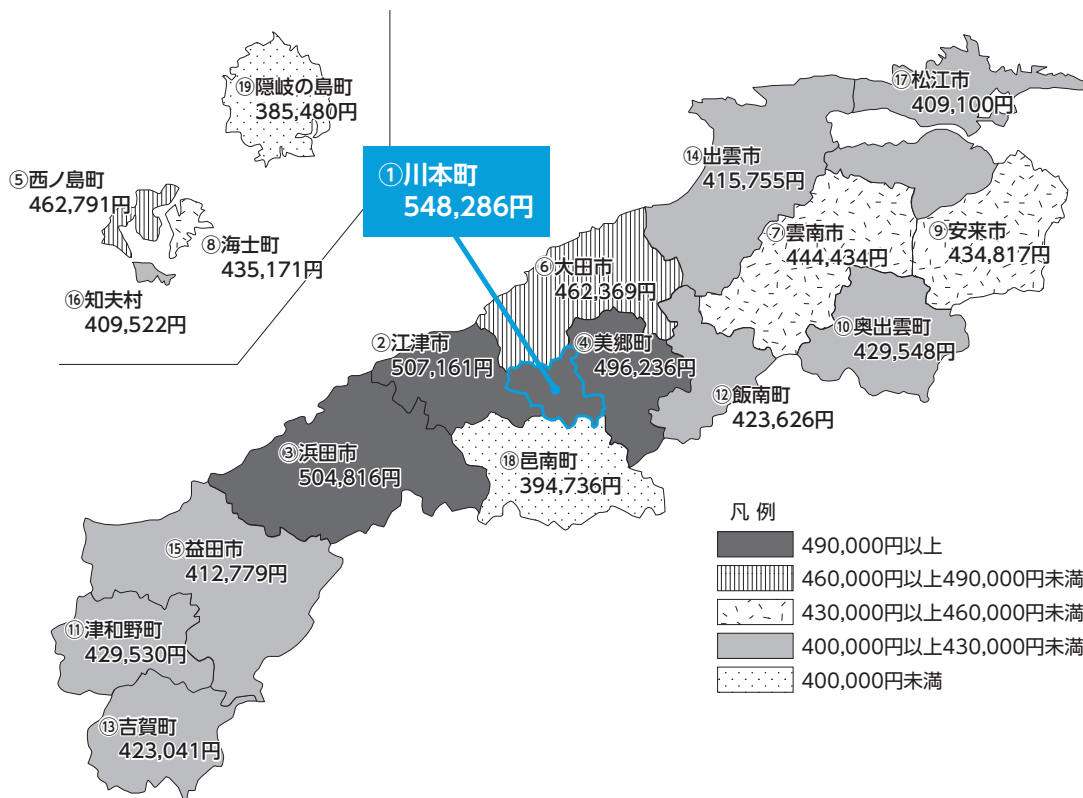 ⑲隠岐の島町
385,480円
⑤西ノ島町
462,791円
⑧海士町
435,171円
⑯知夫村
409,522円
①川本町
548,286円
⑰松江市
409,100円
⑭出雲市
415,755円
⑦雲南市
444,434円
⑨安来市
434,817円
⑥大田市
462,369円
⑩奥出雲町
429,548円
②江津市
507,161円
④美郷町
496,236円
⑫飯南町
423,626円
③浜田市
504,816円
⑱邑南町
394,736円
⑮益田市
412,779円
⑪津和野町
429,530円
⑬吉賀町
423,041円
凡 例
490,000円以上
460,000円以上490,000円未満
430,000円以上460,000円未満
400,000円以上430,000円未満
400,000円未満